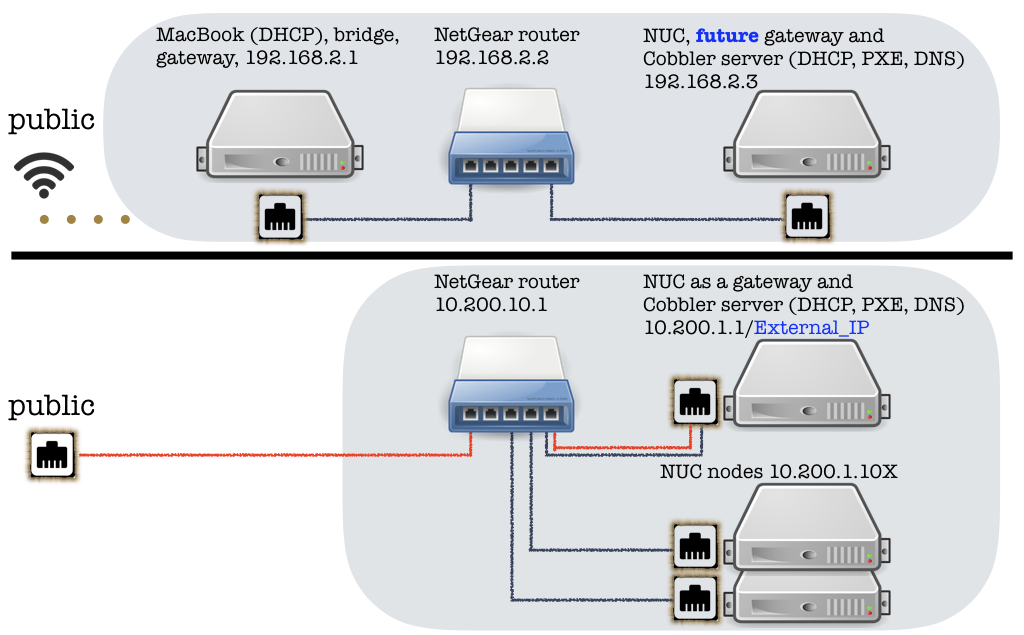 MacBook (DHCP), bridge,
gateway, 192.168.2.1
NetGear router
192.168.2.2
NUC, future gateway and
Cobbler server (DHCP, PXE, DNS)
192.168.2.3
public
NetGear router
10.200.10.1
NUC as a gateway and
Cobbler server (DHCP, PXE, DNS)
10.200.1.1/External_IP
public
NUC nodes 10.200.1.10X